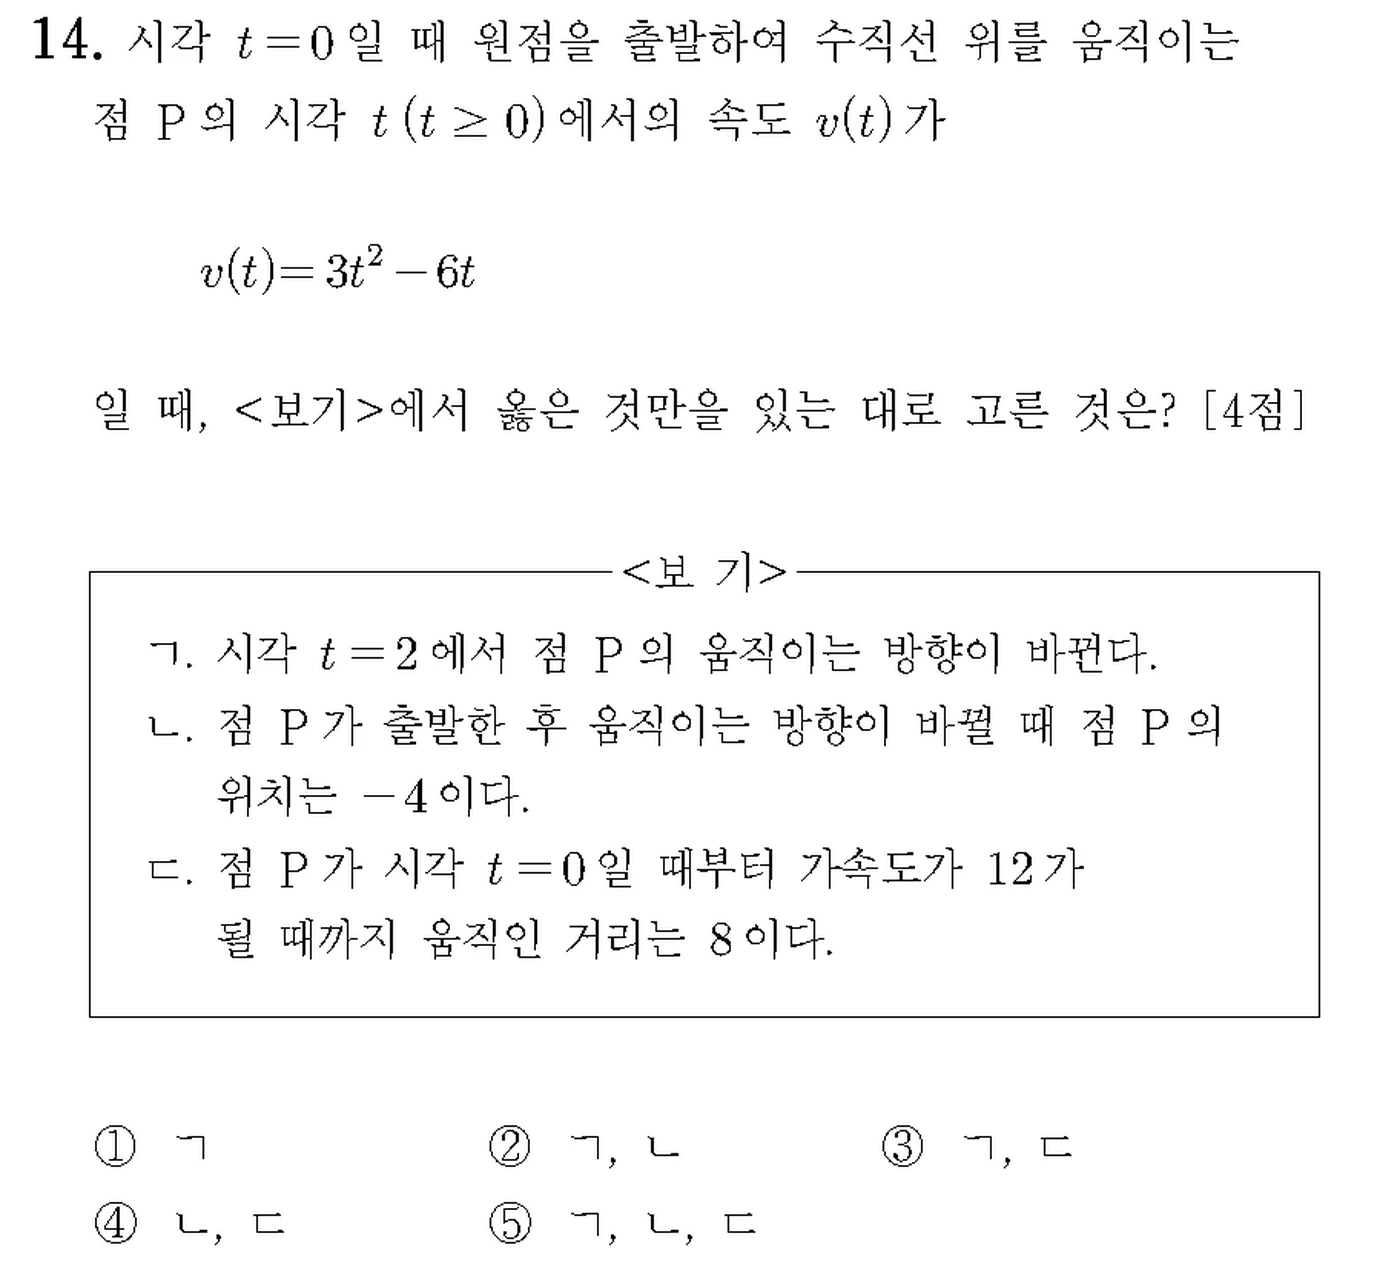 14. 시각 t=0일 때 원점을 출발하여 수직선 위를 움직이는
점 P의 시각 t(t≥0)에서의 속도 v(t)가
v(t)=3t²-6t
일 때, <보기>에서 옳은 것만을 있는 대로 고른 것은? [4점]
<보 기>
ㄱ. 시각 t=2에서 점 P의 움직이는 방향이 바뀐다.
ㄴ. 점 P가 출발한 후 움직이는 방향이 바뀔 때 점 P의
위치는 -4이다.
ㄷ. 점 P가 시각 t=0일 때부터 가속도가 12가
될 때까지 움직인 거리는 8이다.
① ㄱ ② ㄱ, ㄴ ③ ㄱ, ㄷ
④ ㄴ, ㄷ ⑤ ㄱ, ㄴ, ㄷ